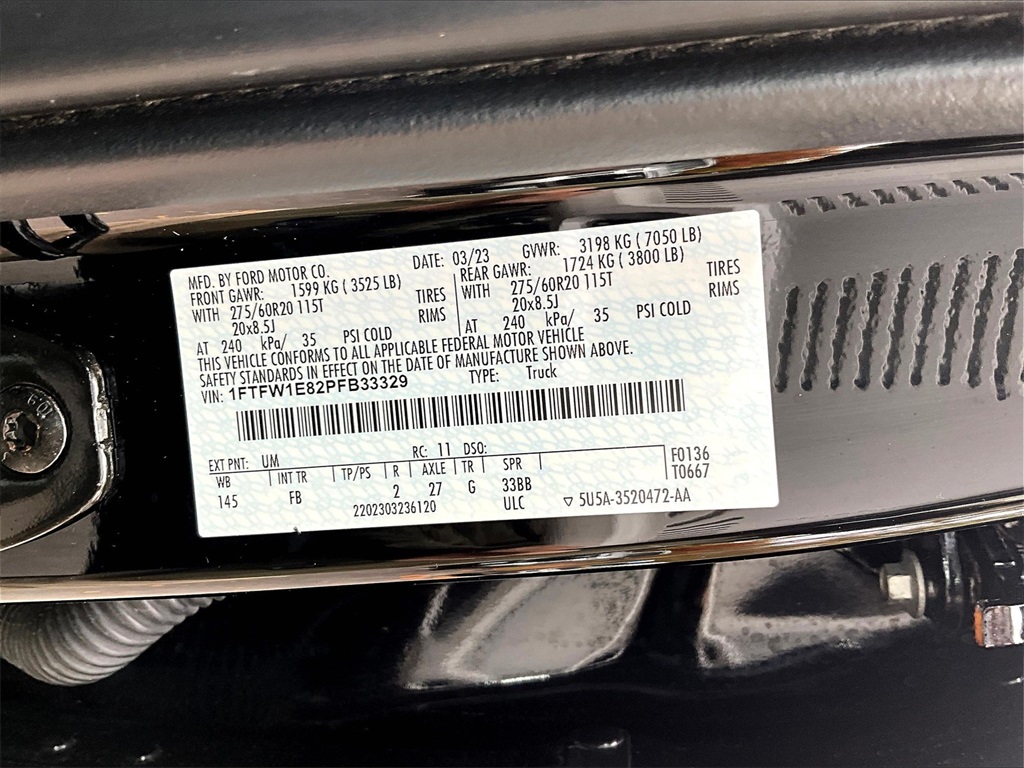 MFD. BY FORD MOTOR CO.
DATE: 03/23 GVWR: 3198 KG ( 7050 LB)
FRONT GAWR: 1599 KG ( 3525 LB)
WITH 275/60R20 115T TIRES
20x8.5J RIMS
AT 240 kPa/ 35 PSI COLD
REAR GAWR: 1724 KG ( 3800 LB)
WITH 275/60R20 115T TIRES
20x8.5J RIMS
AT 240 kPa/ 35 PSI COLD
THIS VEHICLE CONFORMS TO ALL APPLICABLE FEDERAL MOTOR VEHICLE
SAFETY STANDARDS IN EFFECT ON THE DATE OF MANUFACTURE SHOWN ABOVE.
VIN: 1FTFW1E82PFB33329 TYPE: Truck
EXT PNT: UM RC: 11 DSO:
WB INT TR TP/PS R AXLE TR SPR
145 FB 2 27 G 33BB
F0136
T0667
2202303236120 ULC ▽ 5U5A-3520472-AA